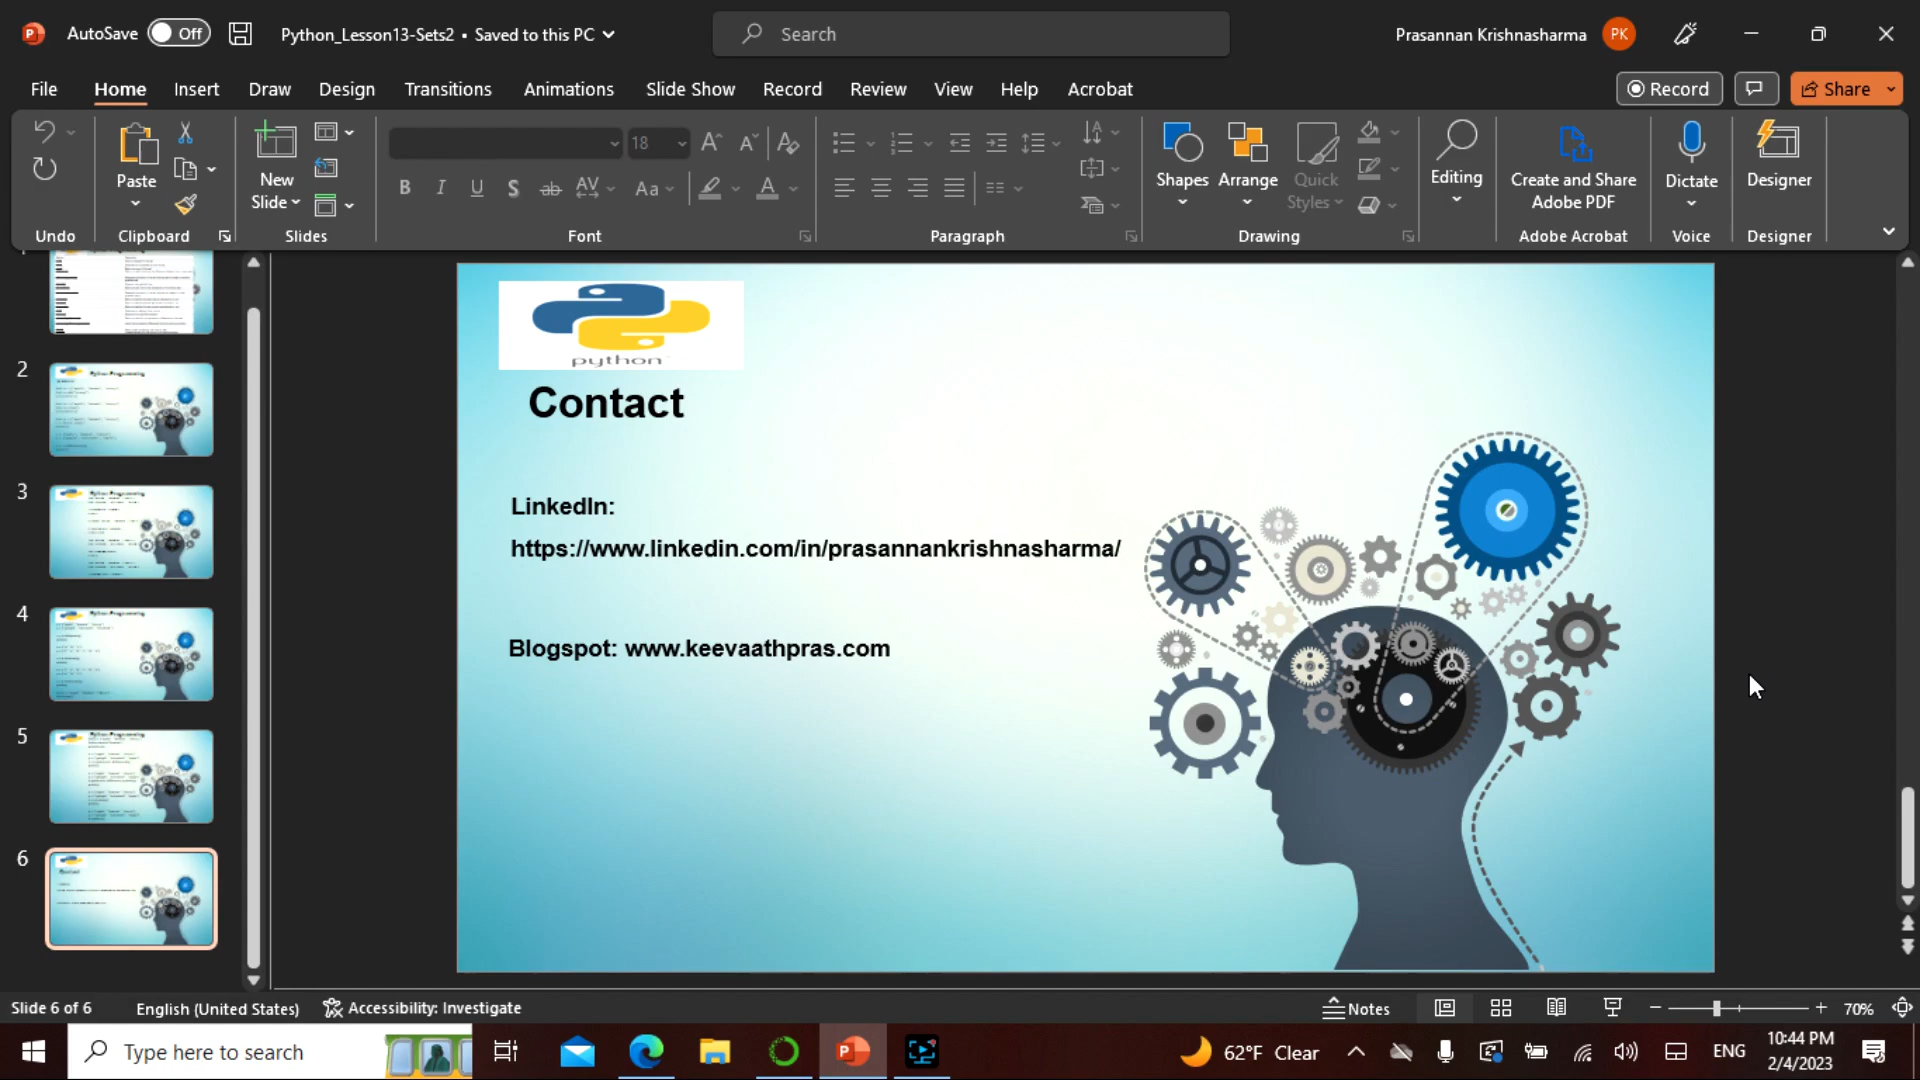 AutoSave Off Python_Lesson13-Sets2 • Saved to this PC Search Prasannan Krishnasharma PK
File Home Insert Draw Design Transitions Animations Slide Show Record Review View Help Acrobat Record Share
Paste New Slide 18 Shapes Arrange Quick Styles Editing Create and Share Adobe PDF Dictate Designer
Undo Clipboard Slides Font Paragraph Drawing Adobe Acrobat Voice Designer
python
Contact
LinkedIn:
https://www.linkedin.com/in/prasannankrishnasharma/
Blogspot: www.keevaathpras.com
2
3
4
5
6
Slide 6 of 6 English (United States) Accessibility: Investigate Notes 70%
Type here to search 62°F Clear ENG 10:44 PM
2/4/2023